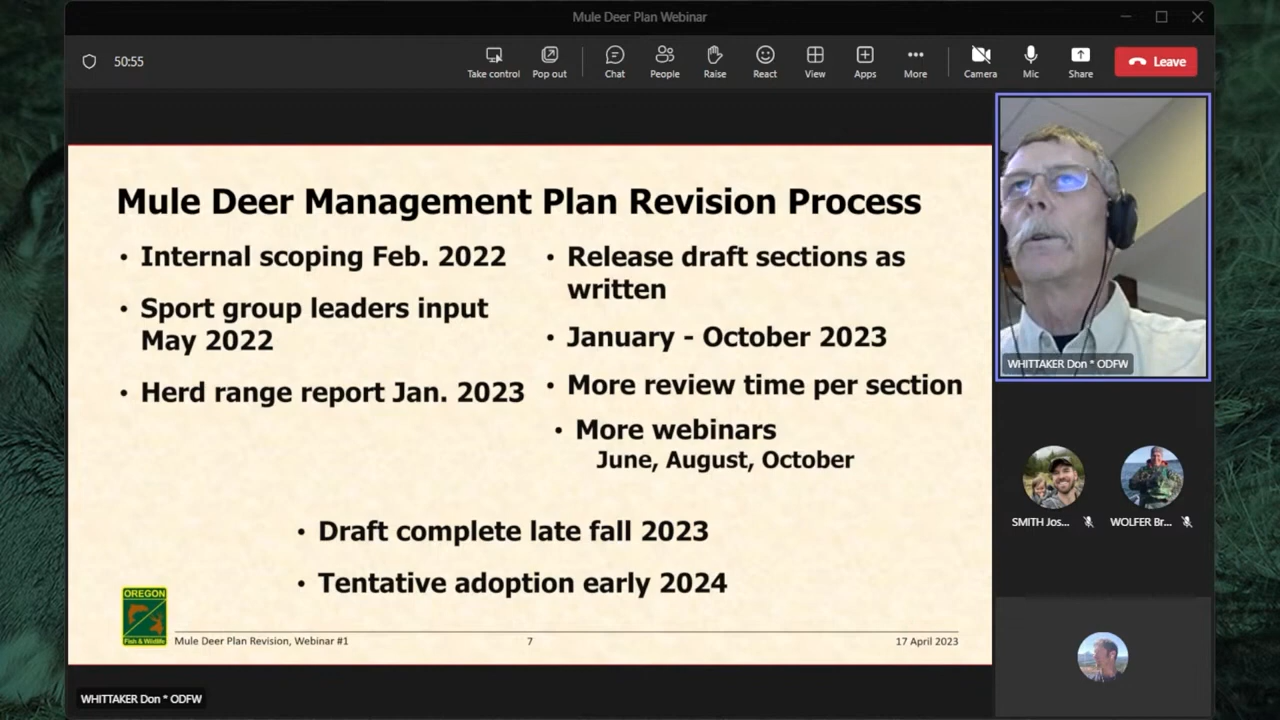 Mule Deer Plan Webinar
50:55
Take control
Pop out
Chat
People
Raise
React
View
Apps
More
Camera
Mic
Share
Leave
Mule Deer Management Plan Revision Process
• Internal scoping Feb. 2022
• Sport group leaders input
May 2022
• Herd range report Jan. 2023
• Release draft sections as
written
• January - October 2023
• More review time per section
• More webinars
June, August, October
• Draft complete late fall 2023
• Tentative adoption early 2024
OREGON
Fish & Wildlife
Mule Deer Plan Revision, Webinar #1
7
17 April 2023
WHITTAKER Don * ODFW
SMITH Jos...
WOLFER Br...
WHITTAKER Don * ODFW